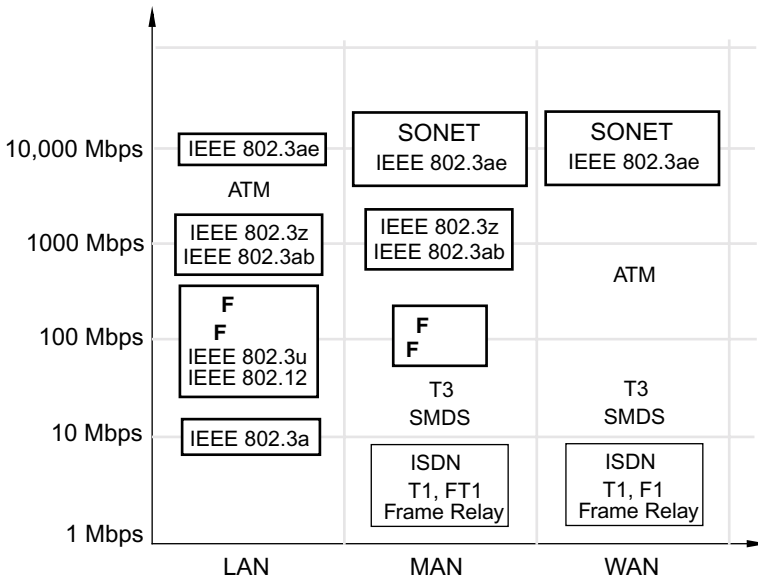 10,000 Mbps
1000 Mbps
100 Mbps
10 Mbps
1 Mbps
IEEE 802.3ae
ATM
IEEE 802.3z
IEEE 802.3ab
F
F
IEEE 802.3u
IEEE 802.12
IEEE 802.3a
LAN
SONET
IEEE 802.3ae
IEEE 802.3z
IEEE 802.3ab
F
F
T3
SMDS
ISDN
T1, FT1
Frame Relay
MAN
SONET
IEEE 802.3ae
ATM
T3
SMDS
ISDN
T1, F1
Frame Relay
WAN